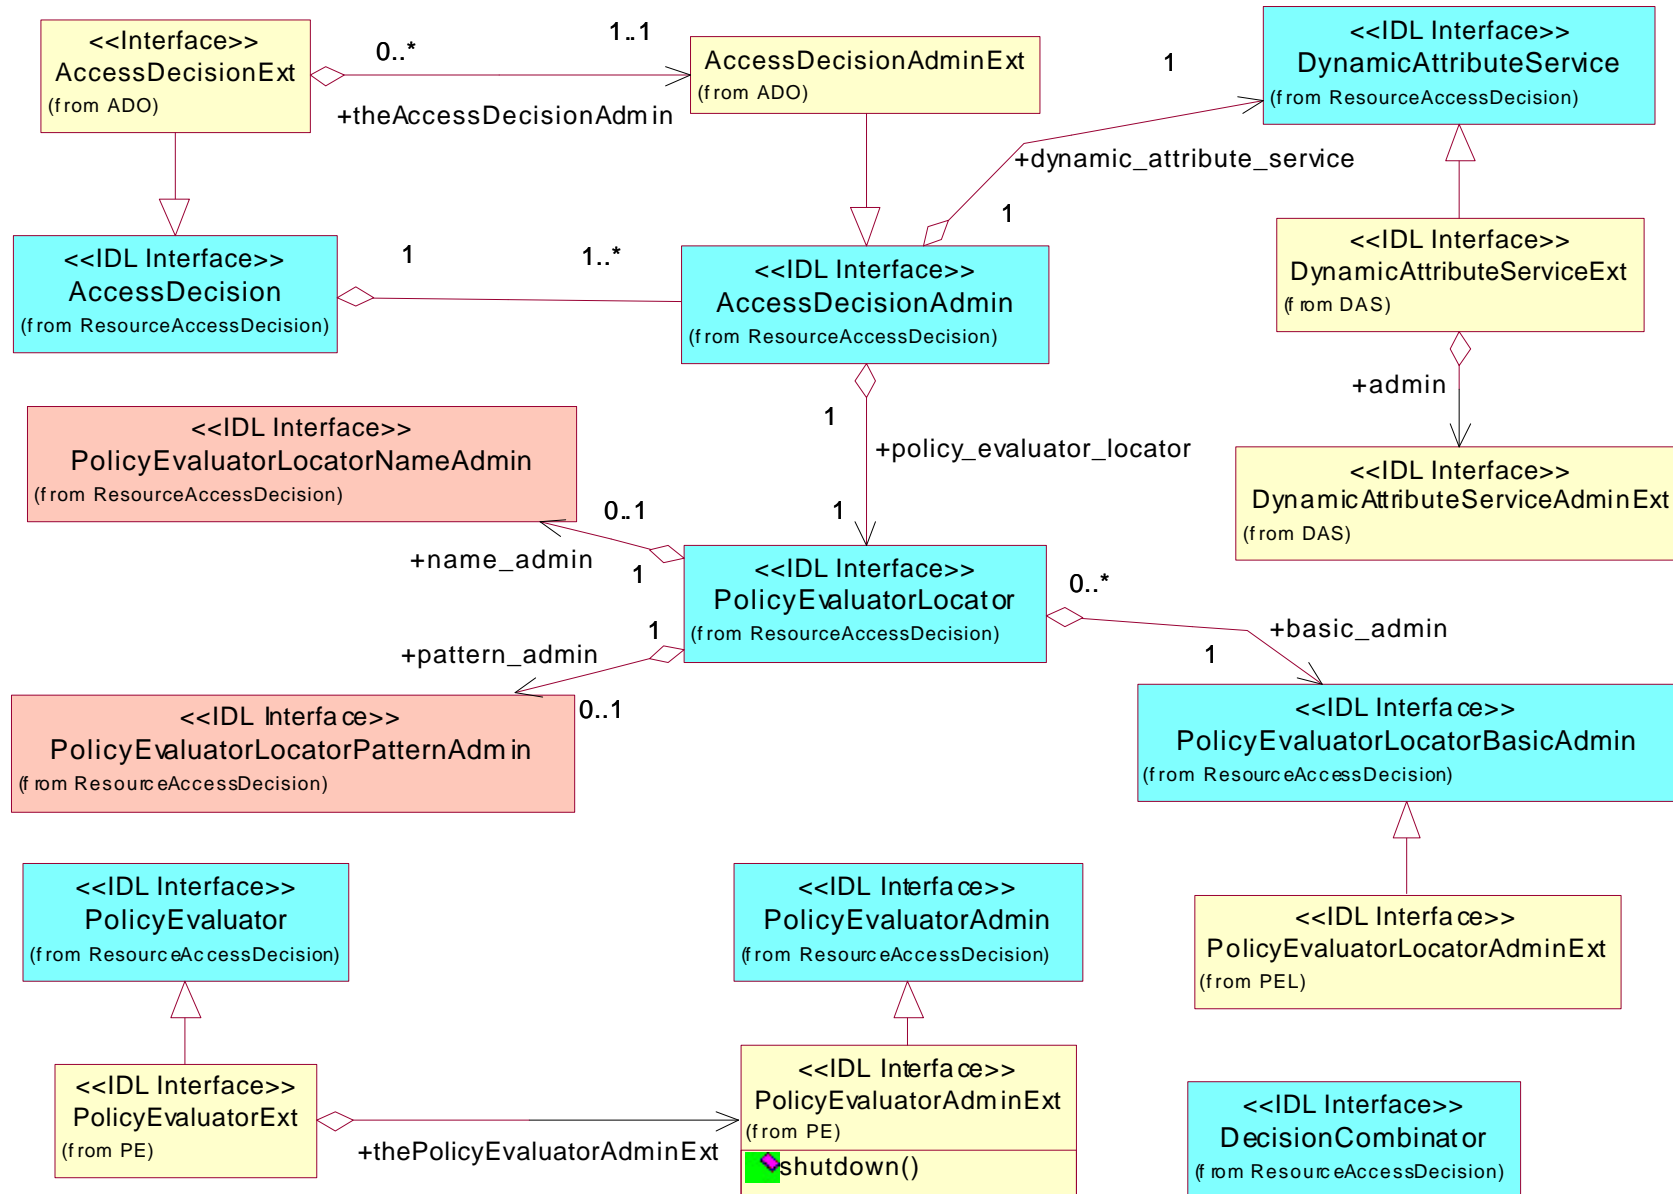 <<Interface>>
AccessDecisionExt
(from ADO)
0..*
1..1
+theAccessDecisionAdmin
AccessDecisionAdminExt
(from ADO)
1
<<IDL Interface>>
DynamicAttributeService
(from ResourceAccessDecision)
+dynamic_attribute_service
1
<<IDL Interface>>
DynamicAttributeServiceExt
(from DAS)
<<IDL Interface>>
AccessDecision
(from ResourceAccessDecision)
1
1..*
<<IDL Interface>>
AccessDecisionAdmin
(from ResourceAccessDecision)
+admin
1
+policy_evaluator_locator
1
<<IDL Interface>>
PolicyEvaluatorLocatorNameAdmin
(from ResourceAccessDecision)
0..1
+name_admin
1
<<IDL Interface>>
DynamicAttributeServiceAdminExt
(from DAS)
<<IDL Interface>>
PolicyEvaluatorLocator
(from ResourceAccessDecision)
0..*
+basic_admin
1
1
+pattern_admin
0..1
<<IDL Interface>>
PolicyEvaluatorLocatorPatternAdmin
(from ResourceAccessDecision)
<<IDL Interface>>
PolicyEvaluatorLocatorBasicAdmin
(from ResourceAccessDecision)
<<IDL Interface>>
PolicyEvaluator
(from ResourceAccessDecision)
<<IDL Interface>>
PolicyEvaluatorAdmin
(from ResourceAccessDecision)
<<IDL Interface>>
PolicyEvaluatorLocatorAdminExt
(from PEL)
<<IDL Interface>>
PolicyEvaluatorExt
(from PE)
+thePolicyEvaluatorAdminExt
<<IDL Interface>>
PolicyEvaluatorAdminExt
(from PE)
shutdown()
<<IDL Interface>>
DecisionCombinator
(from ResourceAccessDecision)